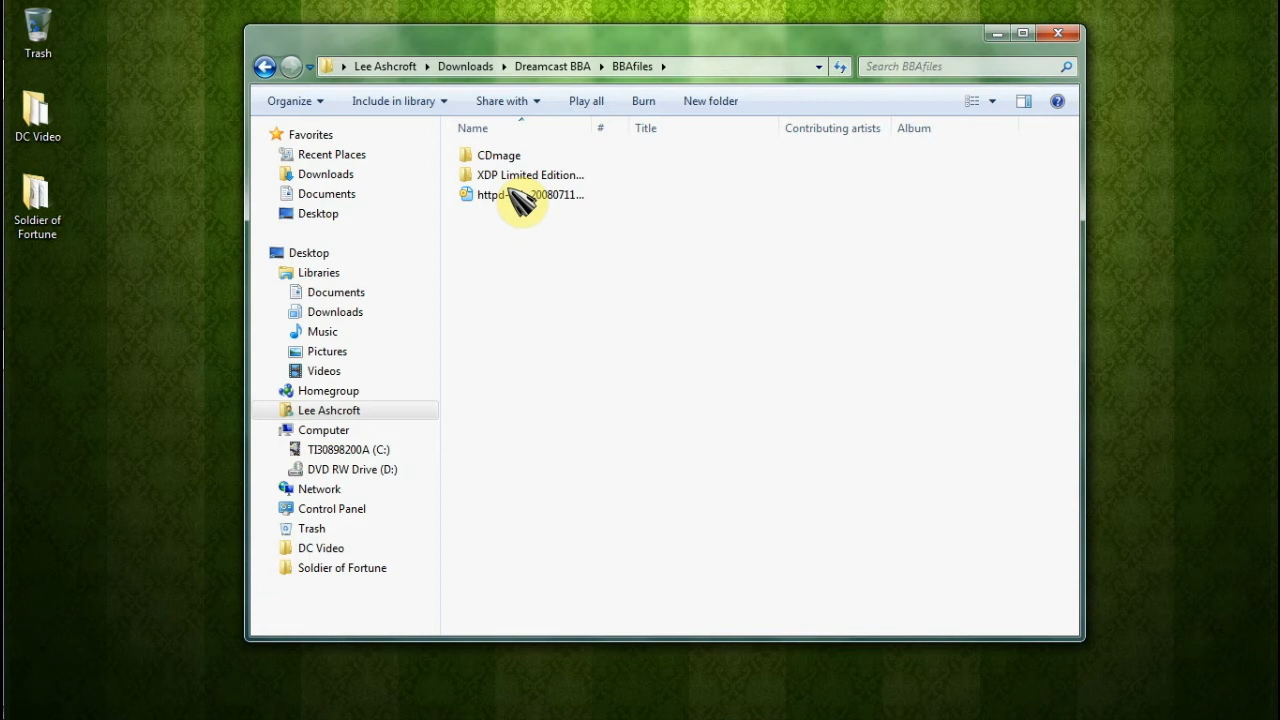 Trash
DC Video
Soldier of
Fortune
Lee Ashcroft
Downloads
Dreamcast BBA
BBAfiles
Search BBAfiles
Organize
Include in library
Share with
Play all
Burn
New folder
Name
#
Title
Contributing artists
Album
CDmage
XDP Limited Edition...
httpd- 20080711...
Favorites
Recent Places
Downloads
Documents
Desktop
Desktop
Libraries
Documents
Downloads
Music
Pictures
Videos
Homegroup
Lee Ashcroft
Computer
TI30898200A (C:)
DVD RW Drive (D:)
Network
Control Panel
Trash
DC Video
Soldier of Fortune